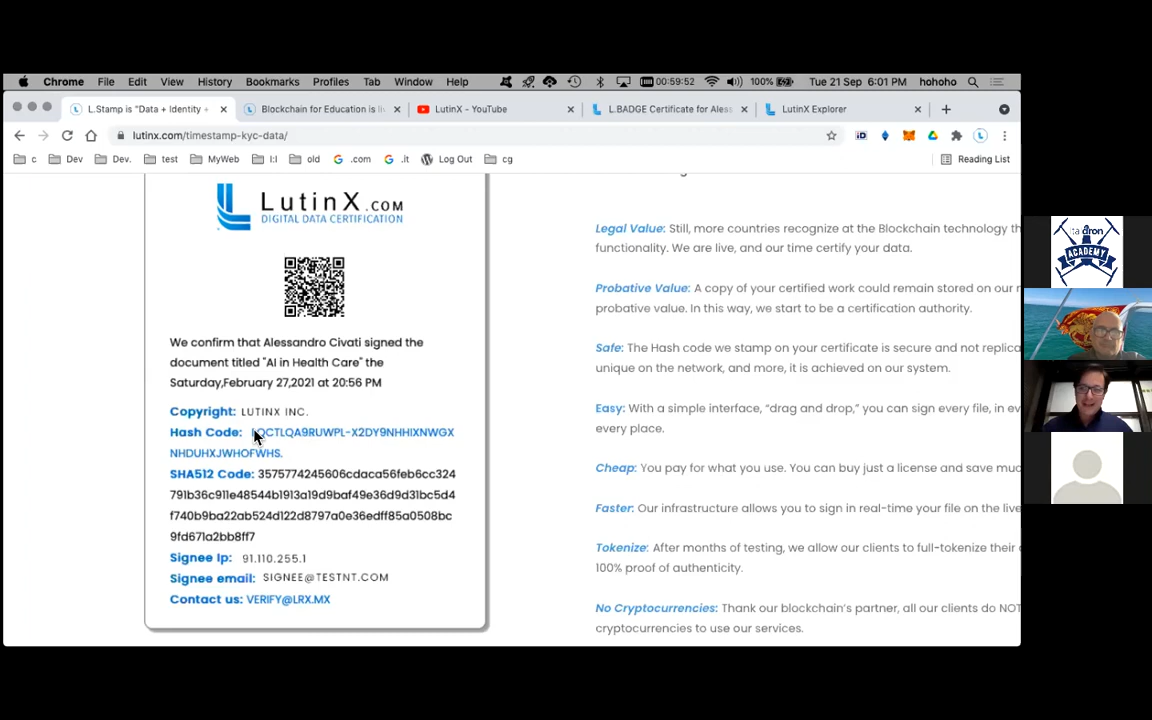 Chrome File Edit View History Bookmarks Profiles Tab Window Help 00:59:52 100% Tue 21 Sep 6:01 PM hohoho
L.Stamp is "Data + Identity + Blockchain for Education is li LutinX - YouTube L.BADGE Certificate for Aless LutinX Explorer
lutinx.com/timestamp-kyc-data/
c Dev Dev. test MyWeb l:l old .com .it Log Out cg Reading List
LutinX.com
DIGITAL DATA CERTIFICATION
We confirm that Alessandro Civati signed the
document titled "AI in Health Care" the
Saturday,February 27,2021 at 20:56 PM
Copyright: LUTINX INC.
Hash Code: QCTLQA9RUWPL-X2DY9NHHIXNWGX
NHDUHXJWHOFWHS.
SHA512 Code: 3575774245606cdaca56feb6cc324
791b36c911e48544b1913a19d9baf49e36d9d31bc5d4
f740b9ba22ab524d122d8797a0e36edff85a0508bc
9fd671a2bb8ff7
Signee Ip: 91.110.255.1
Signee email: SIGNEE@TESTNT.COM
Contact us: VERIFY@LRX.MX
Legal Value: Still, more countries recognize at the Blockchain technology th
functionality. We are live, and our time certify your data.
Probative Value: A copy of your certified work could remain stored on our
probative value. In this way, we start to be a certification authority.
Safe: The Hash code we stamp on your certificate is secure and not replica
unique on the network, and more, it is achieved on our system.
Easy: With a simple interface, “drag and drop,” you can sign every file, in ev
every place.
Cheap: You pay for what you use. You can buy just a license and save muc
Faster: Our infrastructure allows you to sign in real-time your file on the live
Tokenize: After months of testing, we allow our clients to full-tokenize their
100% proof of authenticity.
No Cryptocurrencies: Thank our blockchain’s partner, all our clients do NOT
cryptocurrencies to use our services.
ita dron
ACADEMY